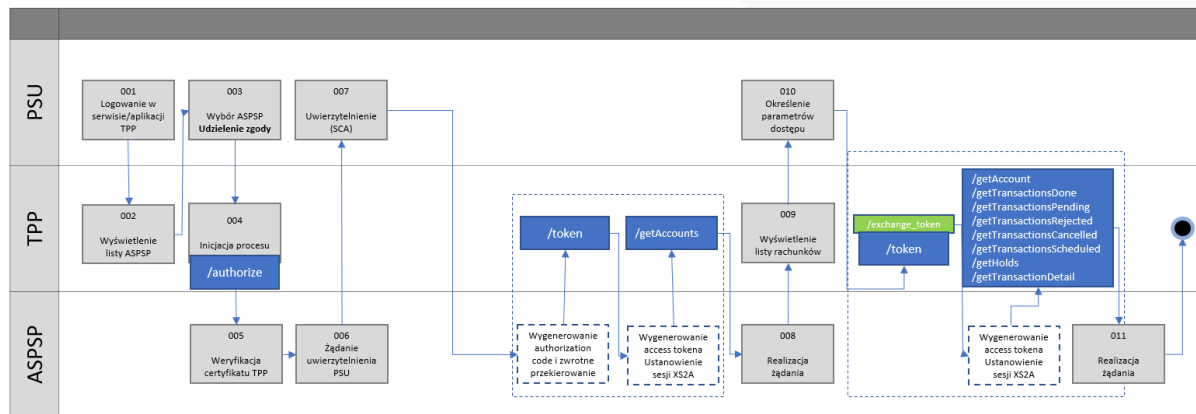 PSU
001
Logowanie w
serwisie/aplikacji
TPP
003
Wybór ASPSP
Udzielenie zgody
007
Uwierzytelnienie
(SCA)
010
Określenie
parametrów
dostępu
TPP
002
Wyświetlenie
listy ASPSP
004
Inicjacja procesu
/authorize
/token
/getAccounts
009
Wyświetlenie
listy rachunków
/exchange_token
/token
/getAccount
/getTransactionsDone
/getTransactionsPending
/getTransactionsRejected
/getTransactionsCancelled
/getTransactionsScheduled
/getHolds
/getTransactionDetail
ASPSP
005
Weryfikacja
certyfikatu TPP
006
Żądanie
uwierzytelnienia
PSU
Wygenerowanie
authorization
code i zwrotne
przekierowanie
Wygenerowanie
access tokena
Ustanowienie
sesji XS2A
008
Realizacja
żądania
Wygenerowanie
access tokena
Ustanowienie
sesji XS2A
011
Realizacja
żądania